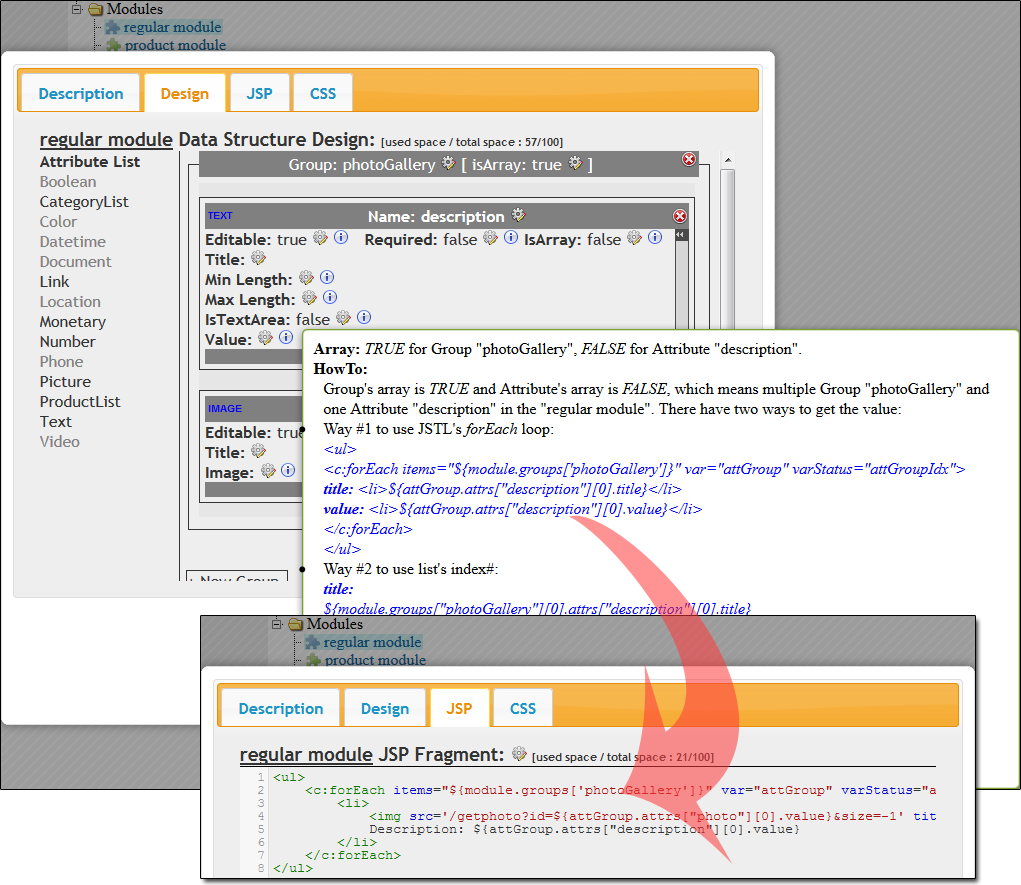 Modules
regular module
product module
Description Design JSP CSS
regular module Data Structure Design: [used space / total space : 57/100]
Attribute List
Boolean
CategoryList
Color
Datetime
Document
Link
Location
Monetary
Number
Phone
Picture
ProductList
Text
Video
Group: photoGallery [ isArray: true ]
TEXT Name: description
Editable: true Required: false IsArray: false
Title:
Min Length:
Max Length:
IsTextArea: false
Value:
IMAGE
Editable: true
Title:
Image:
New Group
Array: TRUE for Group "photoGallery", FALSE for Attribute "description".
HowTo:
Group's array is TRUE and Attribute's array is FALSE, which means multiple Group "photoGallery" and
one Attribute "description" in the "regular module". There have two ways to get the value:
Way #1 to use JSTL's forEach loop:
<ul>
<c:forEach items="${module.groups['photoGallery']}" var="attGroup" varStatus="attGroupIdx">
title: <li>${attGroup.attrs["description"][0].title}</li>
value: <li>${attGroup.attrs["description"][0].value}</li>
</c:forEach>
</ul>
Way #2 to use list's index#:
title:
${module.groups["photoGallery"][0].attrs["description"][0].title}
Modules
regular module
product module
Description Design JSP CSS
regular module JSP Fragment: [used space / total space : 21/100]
1 <ul>
2 <c:forEach items="${module.groups['photoGallery']}" var="attGroup" varStatus="a
3 <li>
4 <img src='/getphoto?id=${attGroup.attrs["photo"][0].value}&size=-1' tit
5 Description: ${attGroup.attrs["description"][0].value}
6 </li>
7 </c:forEach>
8 </ul>